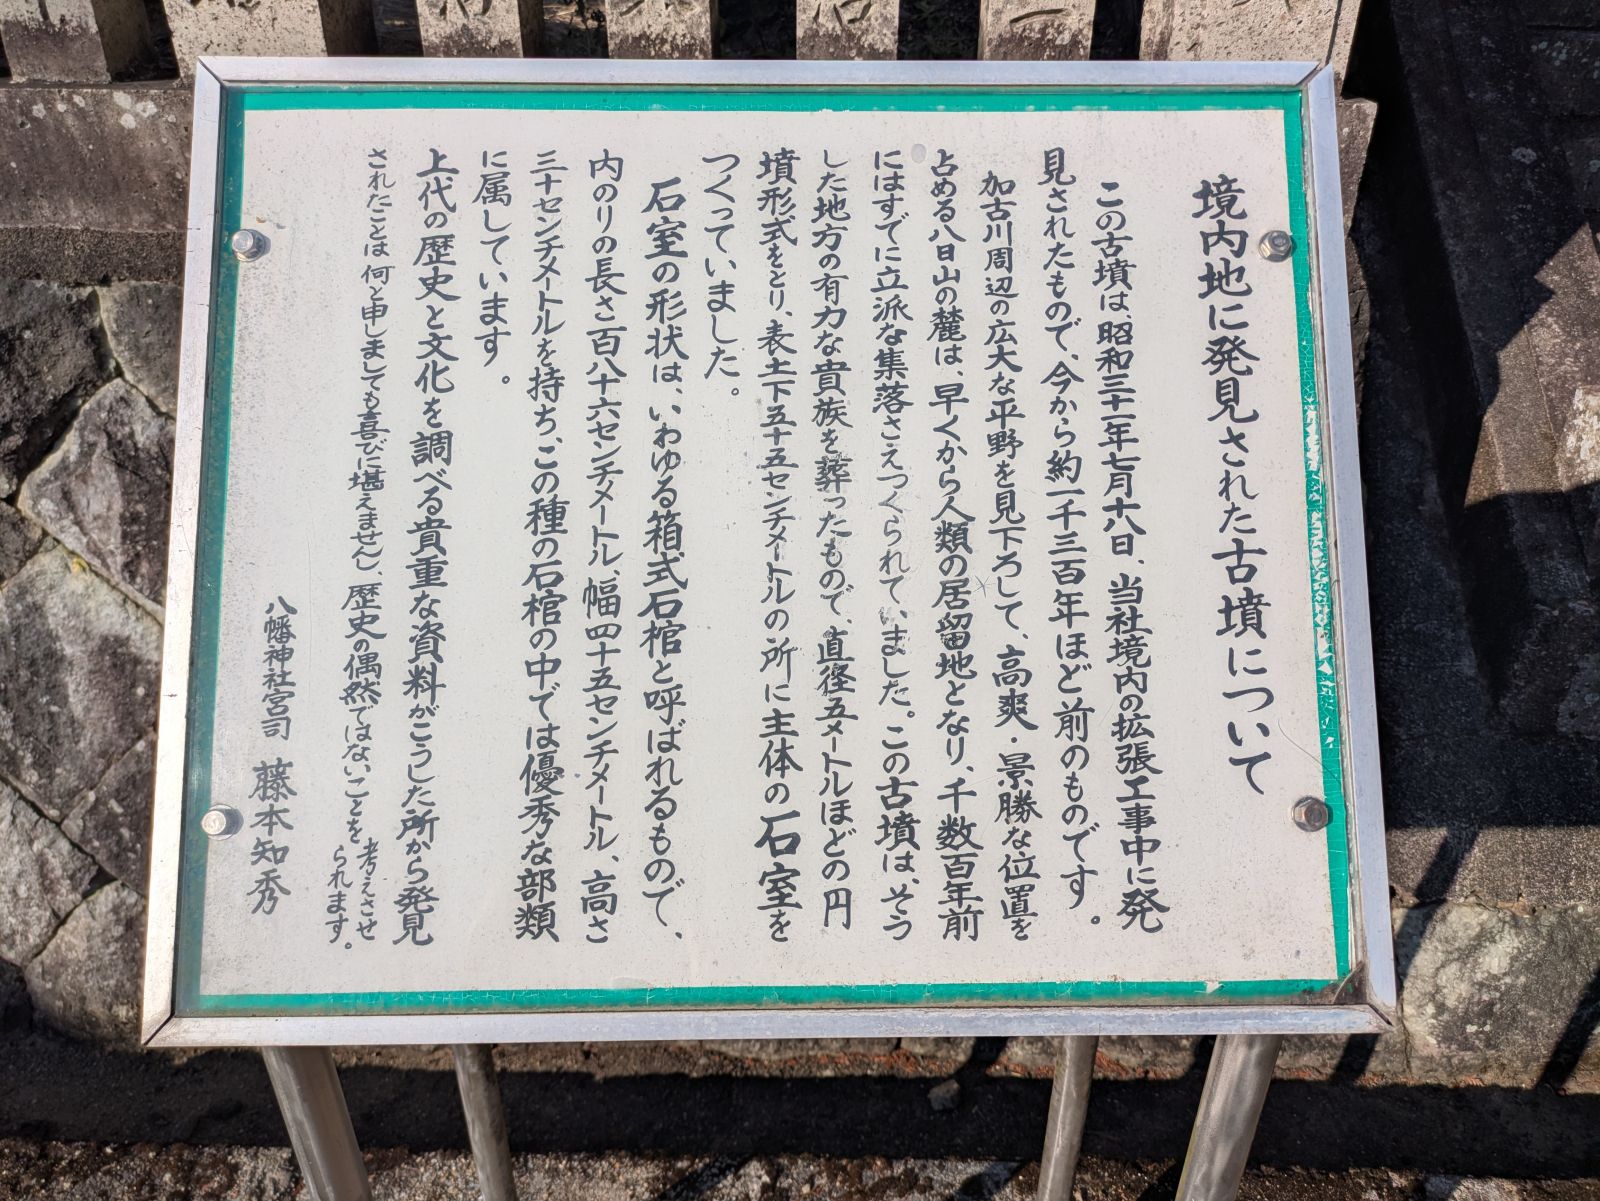 境内地に発見された古墳について
この古墳は、昭和三十一年七月十八日、当社境内の拡張工事中に発
見されたもので、今から約一千三百年ほど前のものです。
加古川周辺の広大な平野を見下ろして、高爽・景勝な位置を
占める八日山の麓は、早くから人類の居留地となり、千数百年前
にはすでに立派な集落さえつくられていました。この古墳は、そう
した地方の有力な貴族を葬ったもので、直径五メートルほどの円
墳形式をとり、表土下五十五センチメートルの所に主体の石室を
つくっていました。
石室の形状は、いわゆる箱式石棺と呼ばれるもので、
内のりの長さ百八十六センチメートル、幅四十五センチメートル、高さ
三十センチメートルを持ち、この種の石棺の中では優秀な部類
に属しています。
上代の歴史と文化を調べる貴重な資料がこうした所から発見
されたことは何と申しましても喜びに堪えませんし、歴史の偶然ではないことを考えさせ
られます。
八幡神社宮司 藤本知秀